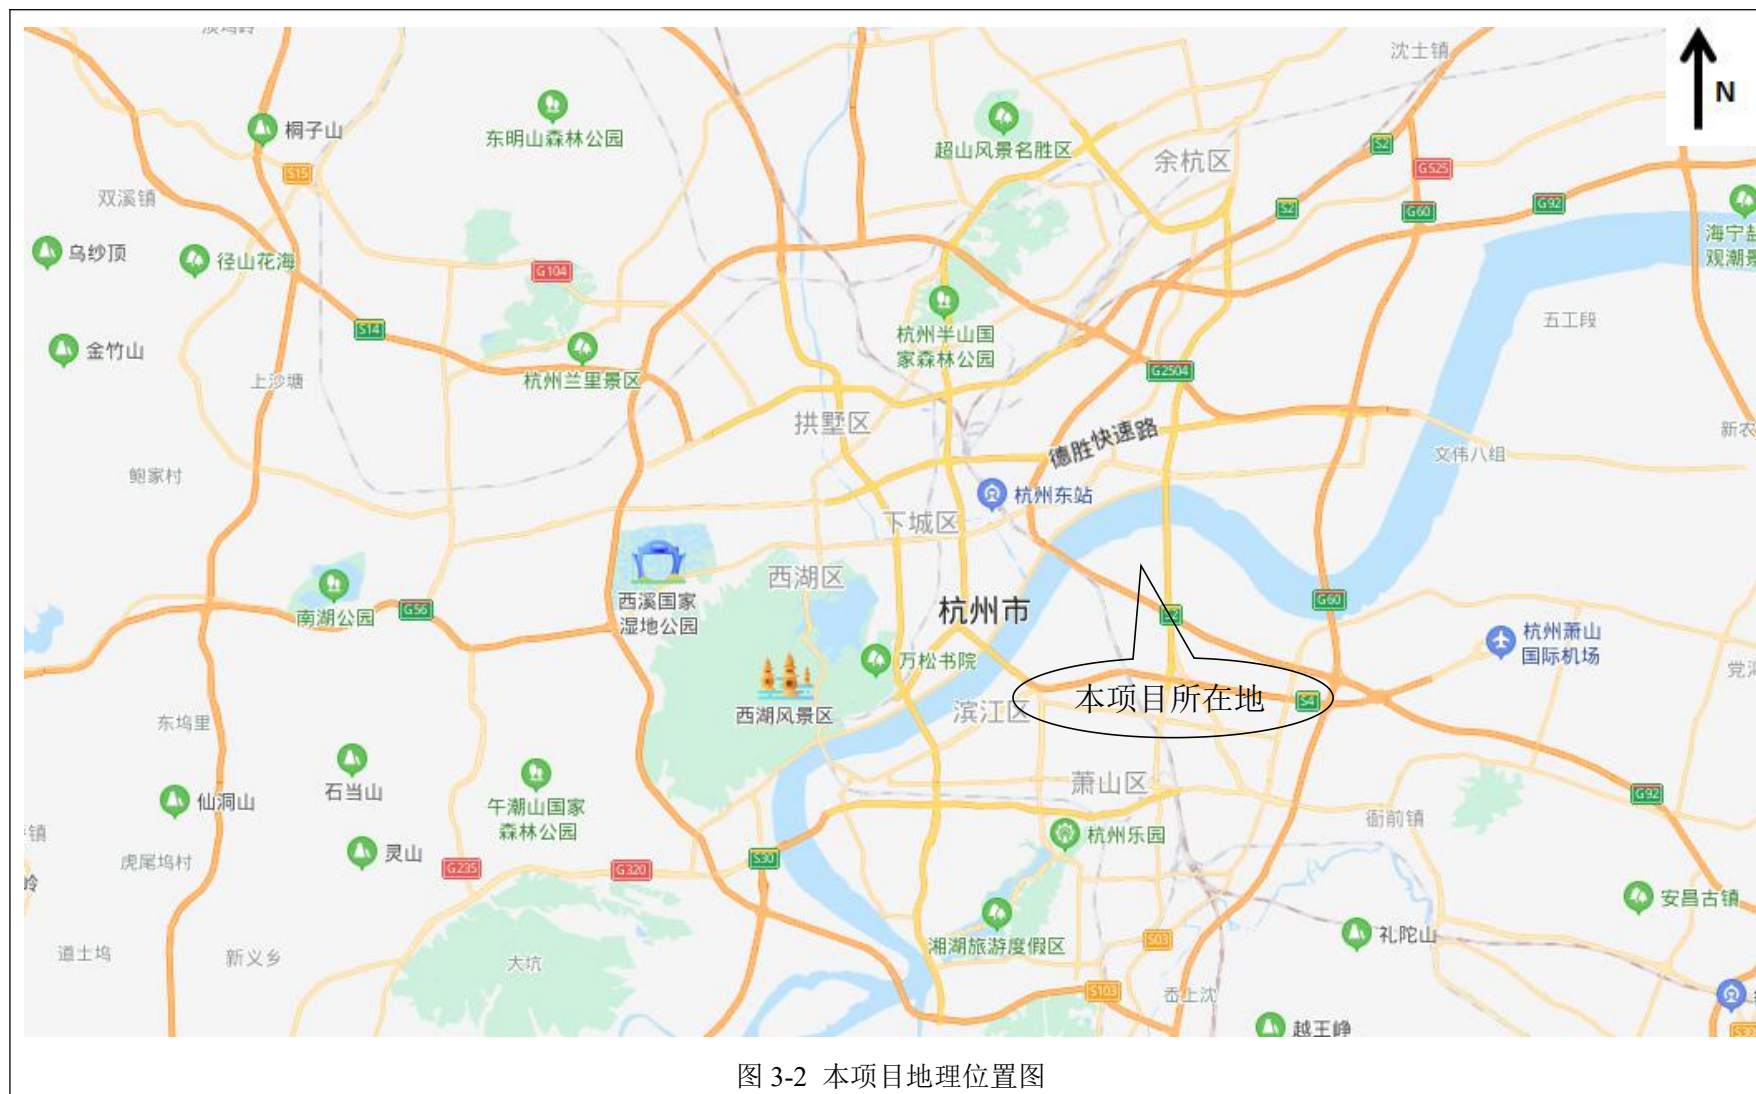 沈士镇
N
桐子山
东明山森林公园
超山风景名胜区
余杭区
S2
G525
S15
双溪镇
S2
G60
G92
乌纱顶
径山花海
G104
海宁盐
观潮景
S14
杭州半山国
家森林公园
五工段
金竹山
上沙塘
杭州兰里景区
G2504
拱墅区
德胜快速路
新农
文伟八组
鲍家村
杭州东站
下城区
西湖区
西溪国家
湿地公园
南湖公园
G56
杭州市
G60
杭州萧山
国际机场
万松书院
党湾
本项目所在地
S4
西湖风景区
滨江区
东坞里
石当山
仙洞山
午潮山国家
森林公园
萧山区
G92
衙前镇
杭州乐园
镇
灵山
虎尾坞村
G235
G320
S30
岭
安昌古镇
湘湖旅游度假区
S03
礼陀山
道士坞
新义乡
大坑
S103
岙上沈
越王峥
图 3-2 本项目地理位置图